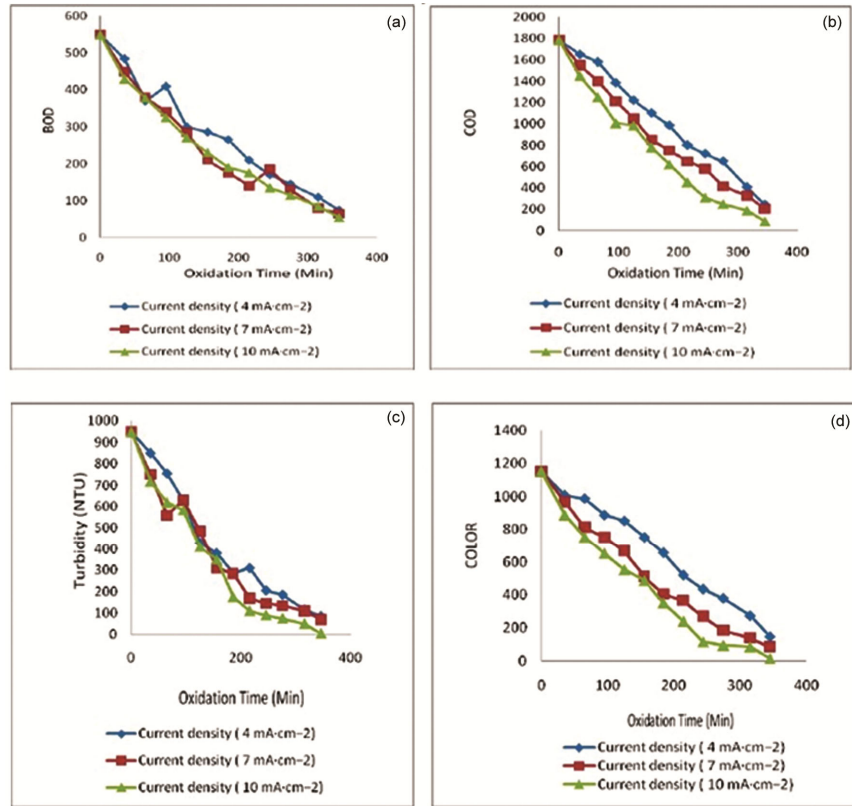 (a)
600
500
400
300
200
100
0
BOD
0 100 200 300 400
Oxidation Time (Min)
Current density ( 4 mA·cm−2)
Current density ( 7 mA·cm−2)
Current density ( 10 mA·cm−2)
(b)
2000
1800
1600
1400
1200
1000
800
600
400
200
0
COD
0 100 200 300 400
Oxidation Time (Min)
Current density ( 4 mA·cm−2)
Current density ( 7 mA·cm−2)
Current density ( 10 mA·cm−2)
(c)
1000
900
800
700
600
500
400
300
200
100
0
Turbidity (NTU)
0 200 400
Oxidation Time (Min)
Current density ( 4 mA·cm−2)
Current density ( 7 mA·cm−2)
Current density ( 10 mA·cm−2)
(d)
1400
1200
1000
800
600
400
200
0
COLOR
0 100 200 300 400
Oxidation Time (Min)
Current density ( 4 mA·cm−2)
Current density ( 7 mA·cm−2)
Current density ( 10 mA·cm−2)